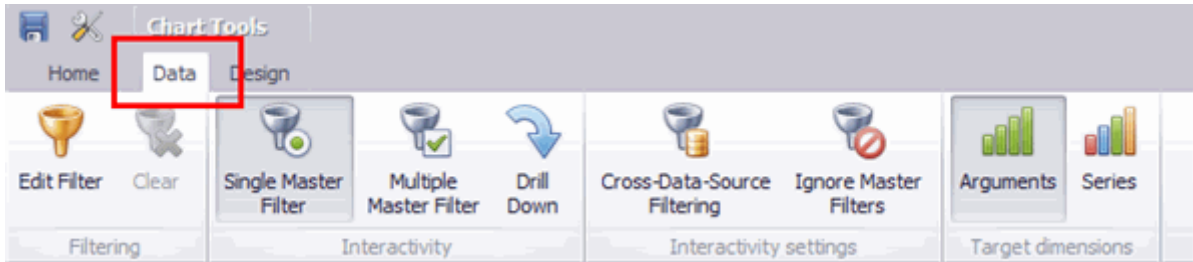 Chart Tools
Home Data Design
Edit Filter Clear Single Master Filter Multiple Master Filter Drill Down Cross-Data-Source Filtering Ignore Master Filters Arguments Series
Filtering Interactivity Interactivity settings Target dimensions